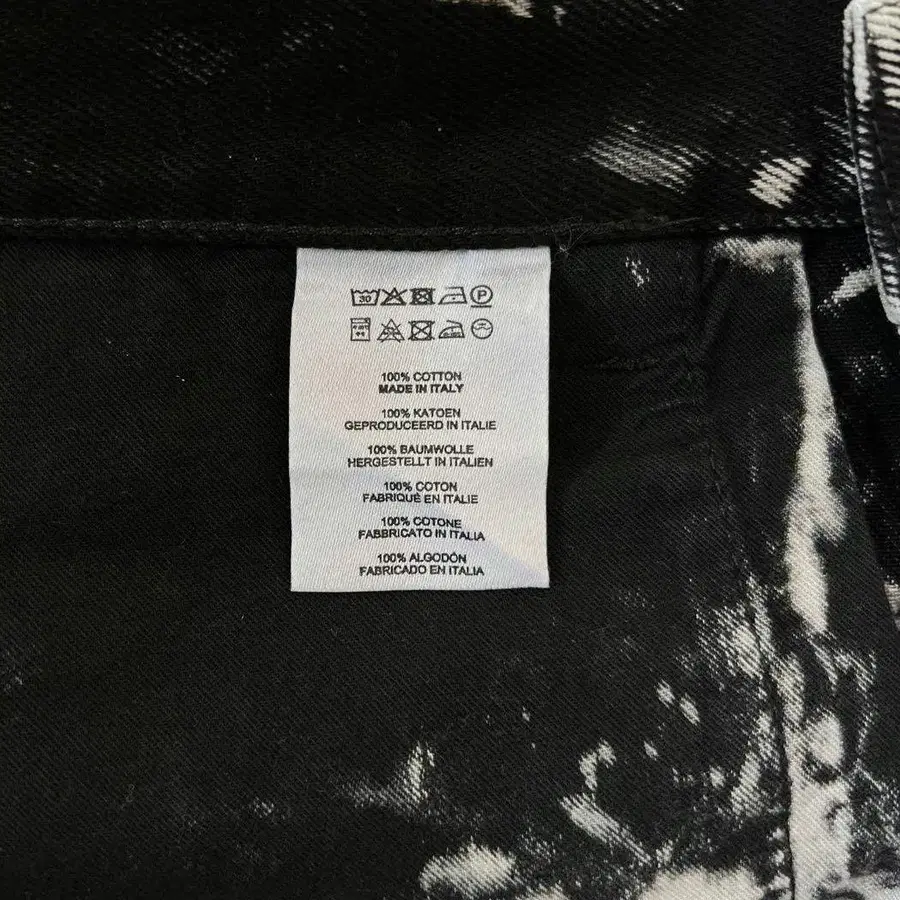 30 P
100% COTTON
MADE IN ITALY
100% KATOEN
GEPRODUCEERD IN ITALIE
100% BAUMWOLLE
HERGESTELLT IN ITALIEN
100% COTON
FABRIQUÉ EN ITALIE
100% COTONE
FABBRICATO IN ITALIA
100% ALGODÓN
FABRICADO EN ITALIA